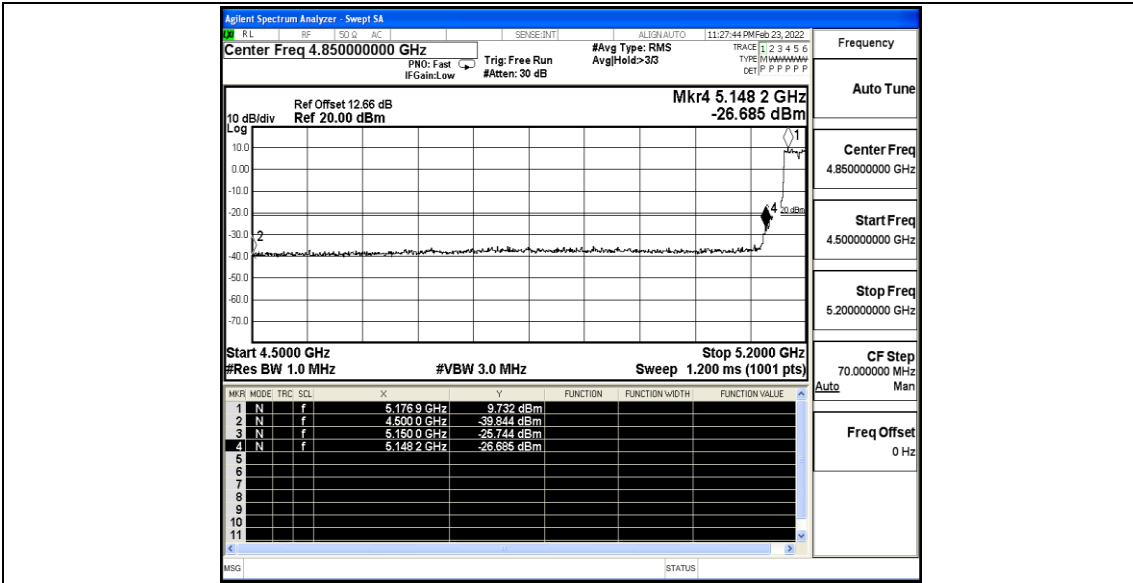 Agilent Spectrum Analyzer - Swept SA
RL RF 50 Ω AC SENSE:INT ALIGNAUTO 11:27:44 PMFeb 23, 2022
Center Freq 4.850000000 GHz
PNO: Fast
IFGain:Low
Trig: Free Run
#Atten: 30 dB
#Avg Type: RMS
Avg|Hold:>3/3
TRACE 1 2 3 4 5 6
TYPE M WWWWW
DET P P P P P P
Ref Offset 12.66 dB
10 dB/div Ref 20.00 dBm
Mkr4 5.148 2 GHz
-26.685 dBm
Log
10.0
0.00
-10.0
-20.0
-30.0
-40.0
-50.0
-60.0
-70.0
1
2
4
Start 4.5000 GHz Stop 5.2000 GHz
#Res BW 1.0 MHz #VBW 3.0 MHz Sweep 1.200 ms (1001 pts)
MKR MODE TRC SCL X Y FUNCTION FUNCTION WIDTH FUNCTION VALUE
1 N f 5.176 9 GHz 9.732 dBm
2 N f 4.500 0 GHz -39.844 dBm
3 N f 5.150 0 GHz -25.744 dBm
4 N f 5.148 2 GHz -26.685 dBm
5
6
7
8
9
10
11
MSG STATUS
Frequency
Auto Tune
Center Freq
4.850000000 GHz
Start Freq
4.500000000 GHz
Stop Freq
5.200000000 GHz
CF Step
70.000000 MHz
Auto Man
Freq Offset
0 Hz